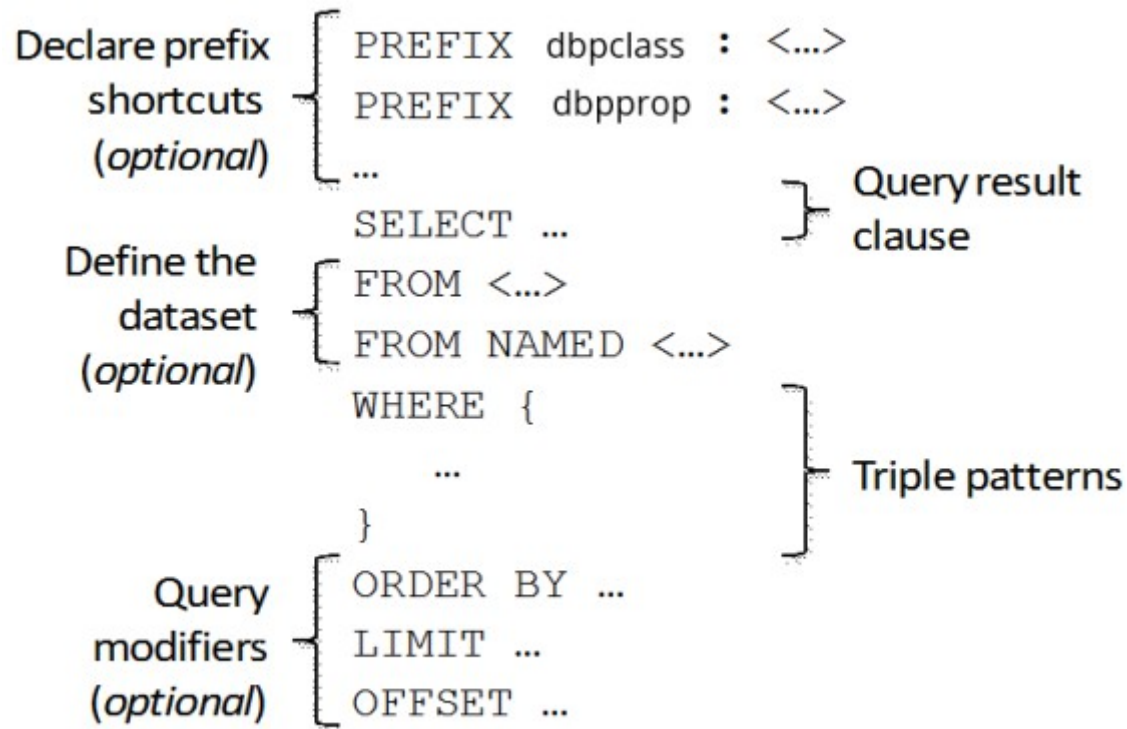 Declare prefix
shortcuts
(optional)
PREFIX dbpclass : <...>
PREFIX dbpprop : <...>
...
SELECT ...
Query result
clause
Define the
dataset
(optional)
FROM <...>
FROM NAMED <...>
WHERE {
...
}
Triple patterns
Query
modifiers
(optional)
ORDER BY ...
LIMIT ...
OFFSET ...